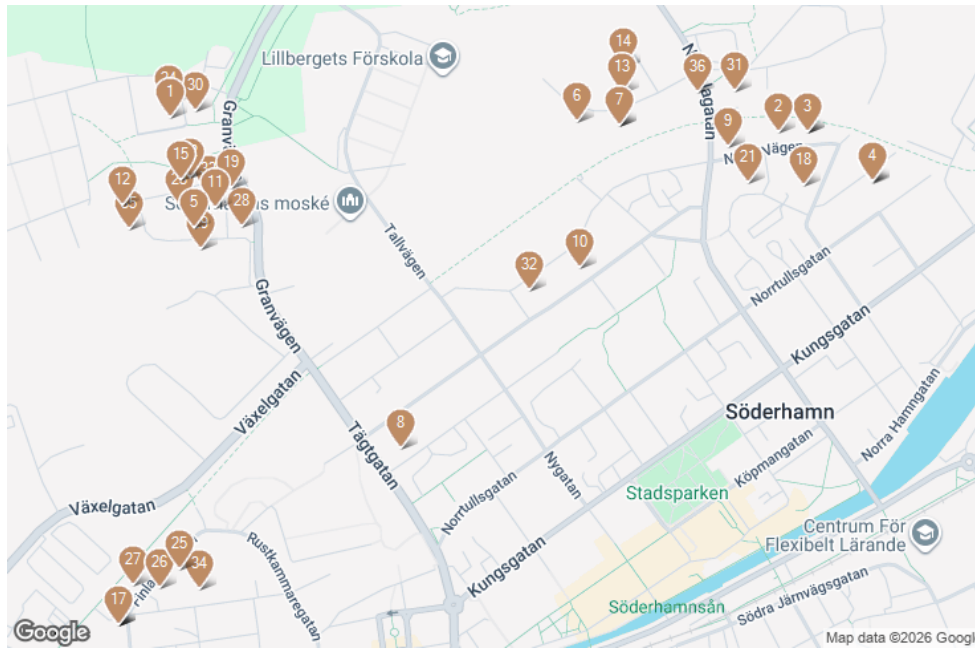 14
Lillbergets Förskola
13
36
31
30
1
6
7
2
3
9
15
19
21
18
4
12
11
5
28
moské
Tallvägen
10
32
Norrtullsgatan
Granvägen
Kungsgatan
Växelgatan
8
Tägtgatan
Söderhamn
Norra Hamngatan
Köpmangatan
Nygatan
Stadsparken
Norrtullsgatan
Växelgatan
Centrum För
Flexibelt Lärande
25
Rustkammaregatan
27
26
34
Kungsgatan
17
Söderhamnsån
Södra Järnvägsgatan
Google
Map data ©2026 Google